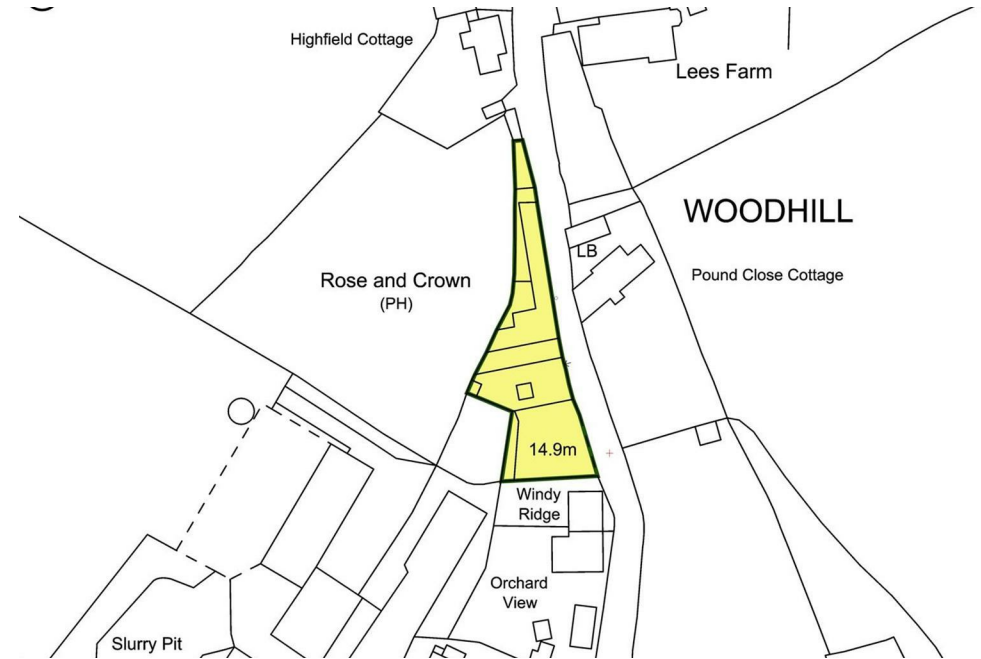 Highfield Cottage
Lees Farm
WOODHILL
LB
Rose and Crown
(PH)
Pound Close Cottage
14.9m
Windy
Ridge
Orchard
View
Slurry Pit